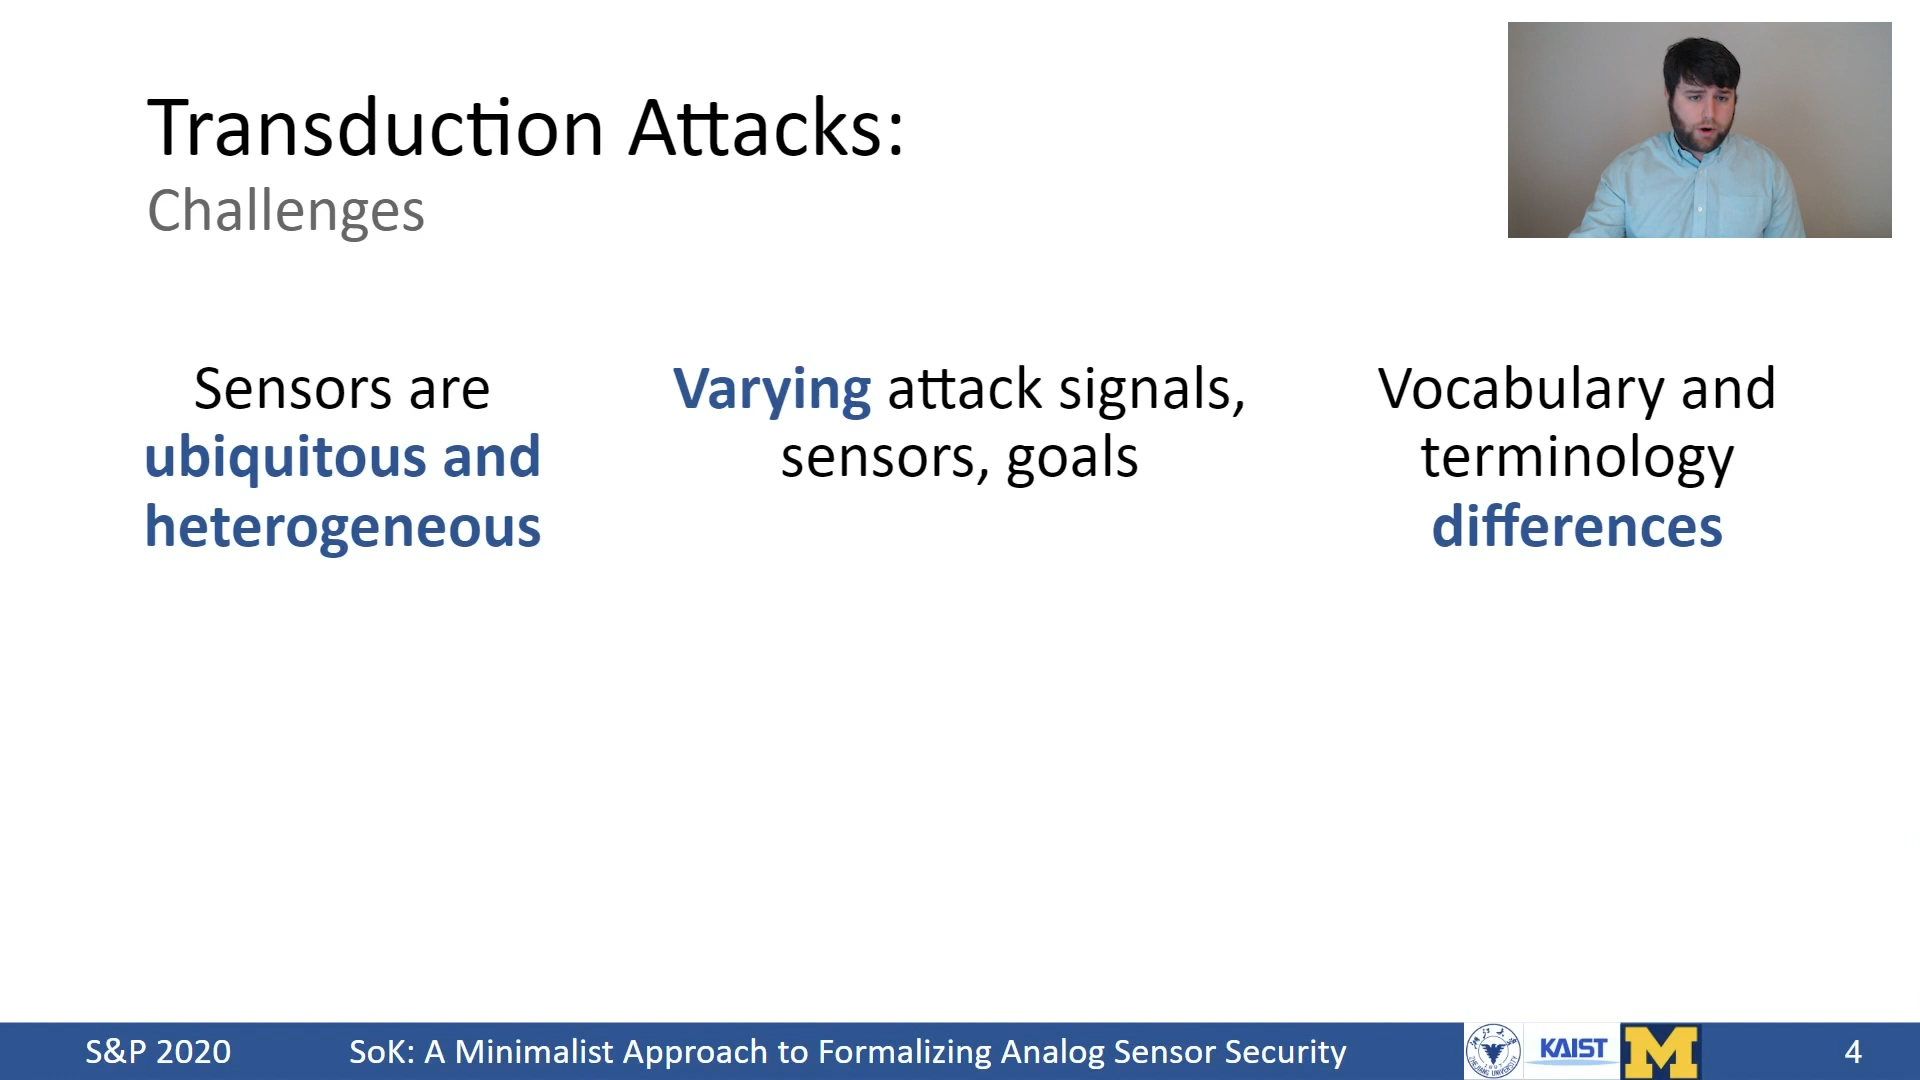 Transduction Attacks:
Challenges
Sensors are
ubiquitous and
heterogeneous
Varying attack signals,
sensors, goals
Vocabulary and
terminology
differences
S&P 2020
SoK: A Minimalist Approach to Formalizing Analog Sensor Security
KAIST
M
4